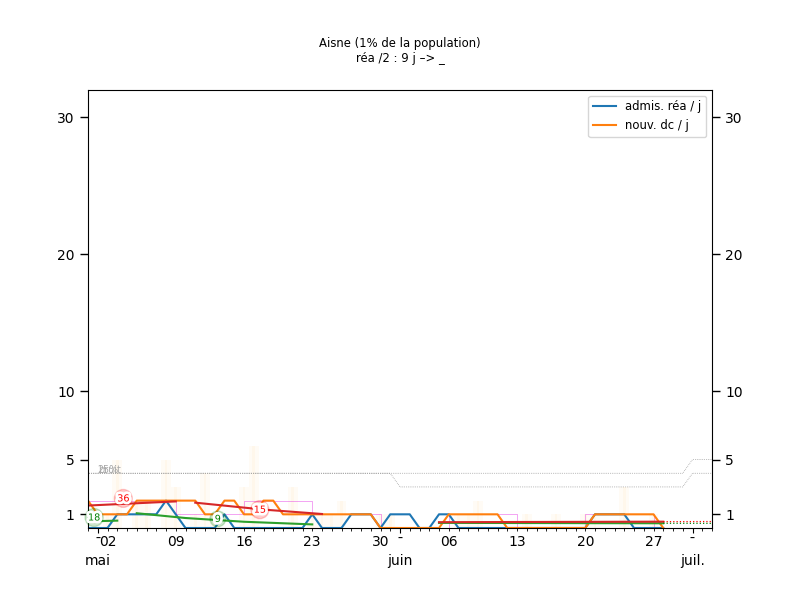 Aisne (1% de la population)
réa /2 : 9 j –> _
admis. réa / j
nouv. dc / j
30 30
20 20
10 10
5 5
1 1
36
18
9
15
02 09 16 23 30 - 06 13 20 27 -
mai juin juil.